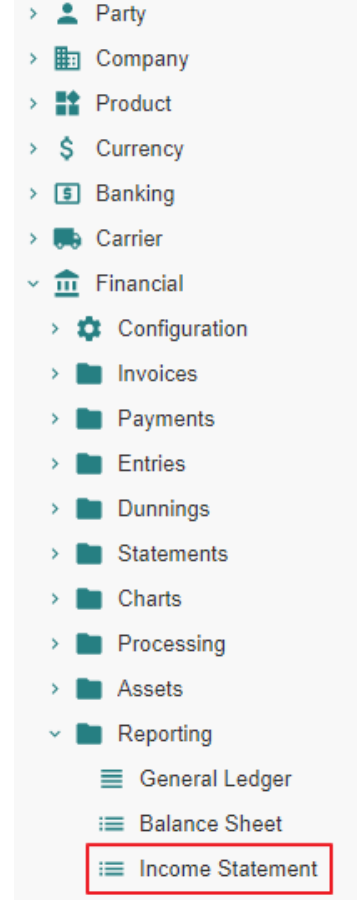 Party
Company
Product
Currency
Banking
Carrier
Financial
Configuration
Invoices
Payments
Entries
Dunnings
Statements
Charts
Processing
Assets
Reporting
General Ledger
Balance Sheet
Income Statement